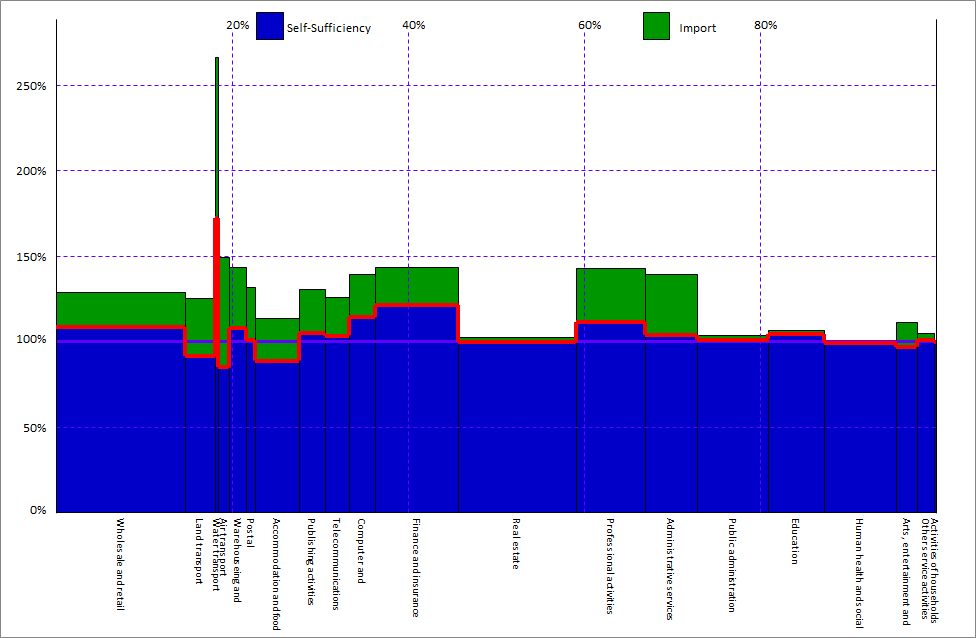 20%
Self-Sufficiency
40%
60%
Import
80%
250%
200%
150%
100%
50%
0%
Wholesale and retail
Land transport
Water transport
Air transport
Warehouseing and
Postal
Accommodation and food
Publishing activities
Telecommunications
Computer and
Finance and insurance
Real estate
Professional activities
Administrative services
Public administration
Education
Human health and social
Arts, entertainment and
Other service activities
Activities of households